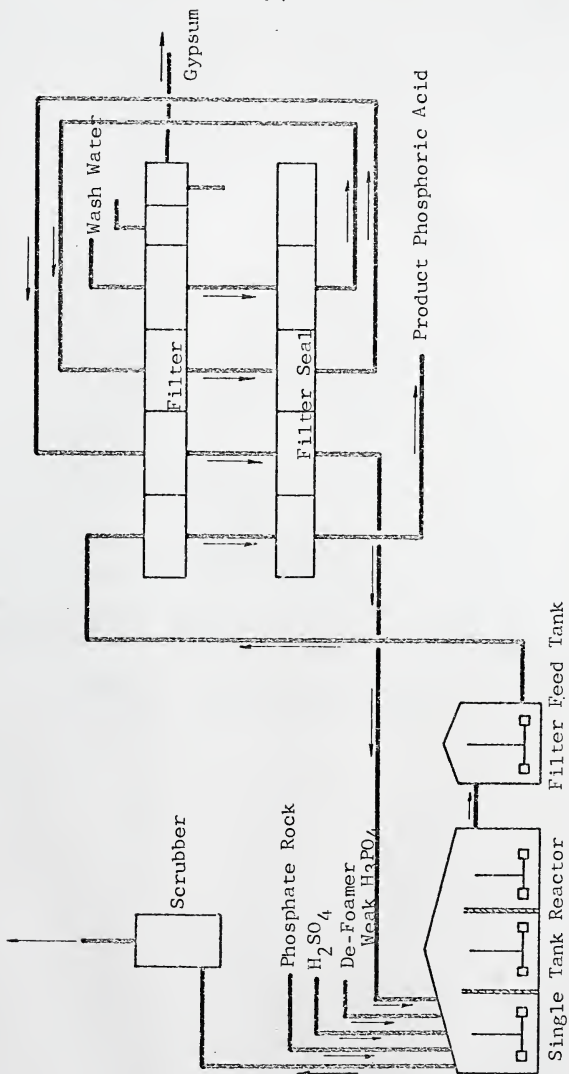 Gypsum
Wash Water
Filter
Filter Seal
Product Phosphoric Acid
Scrubber
Phosphate Rock
H2SO4
De-Foamer
Weak H3PO4
Filter Feed Tank
Single Tank Reactor